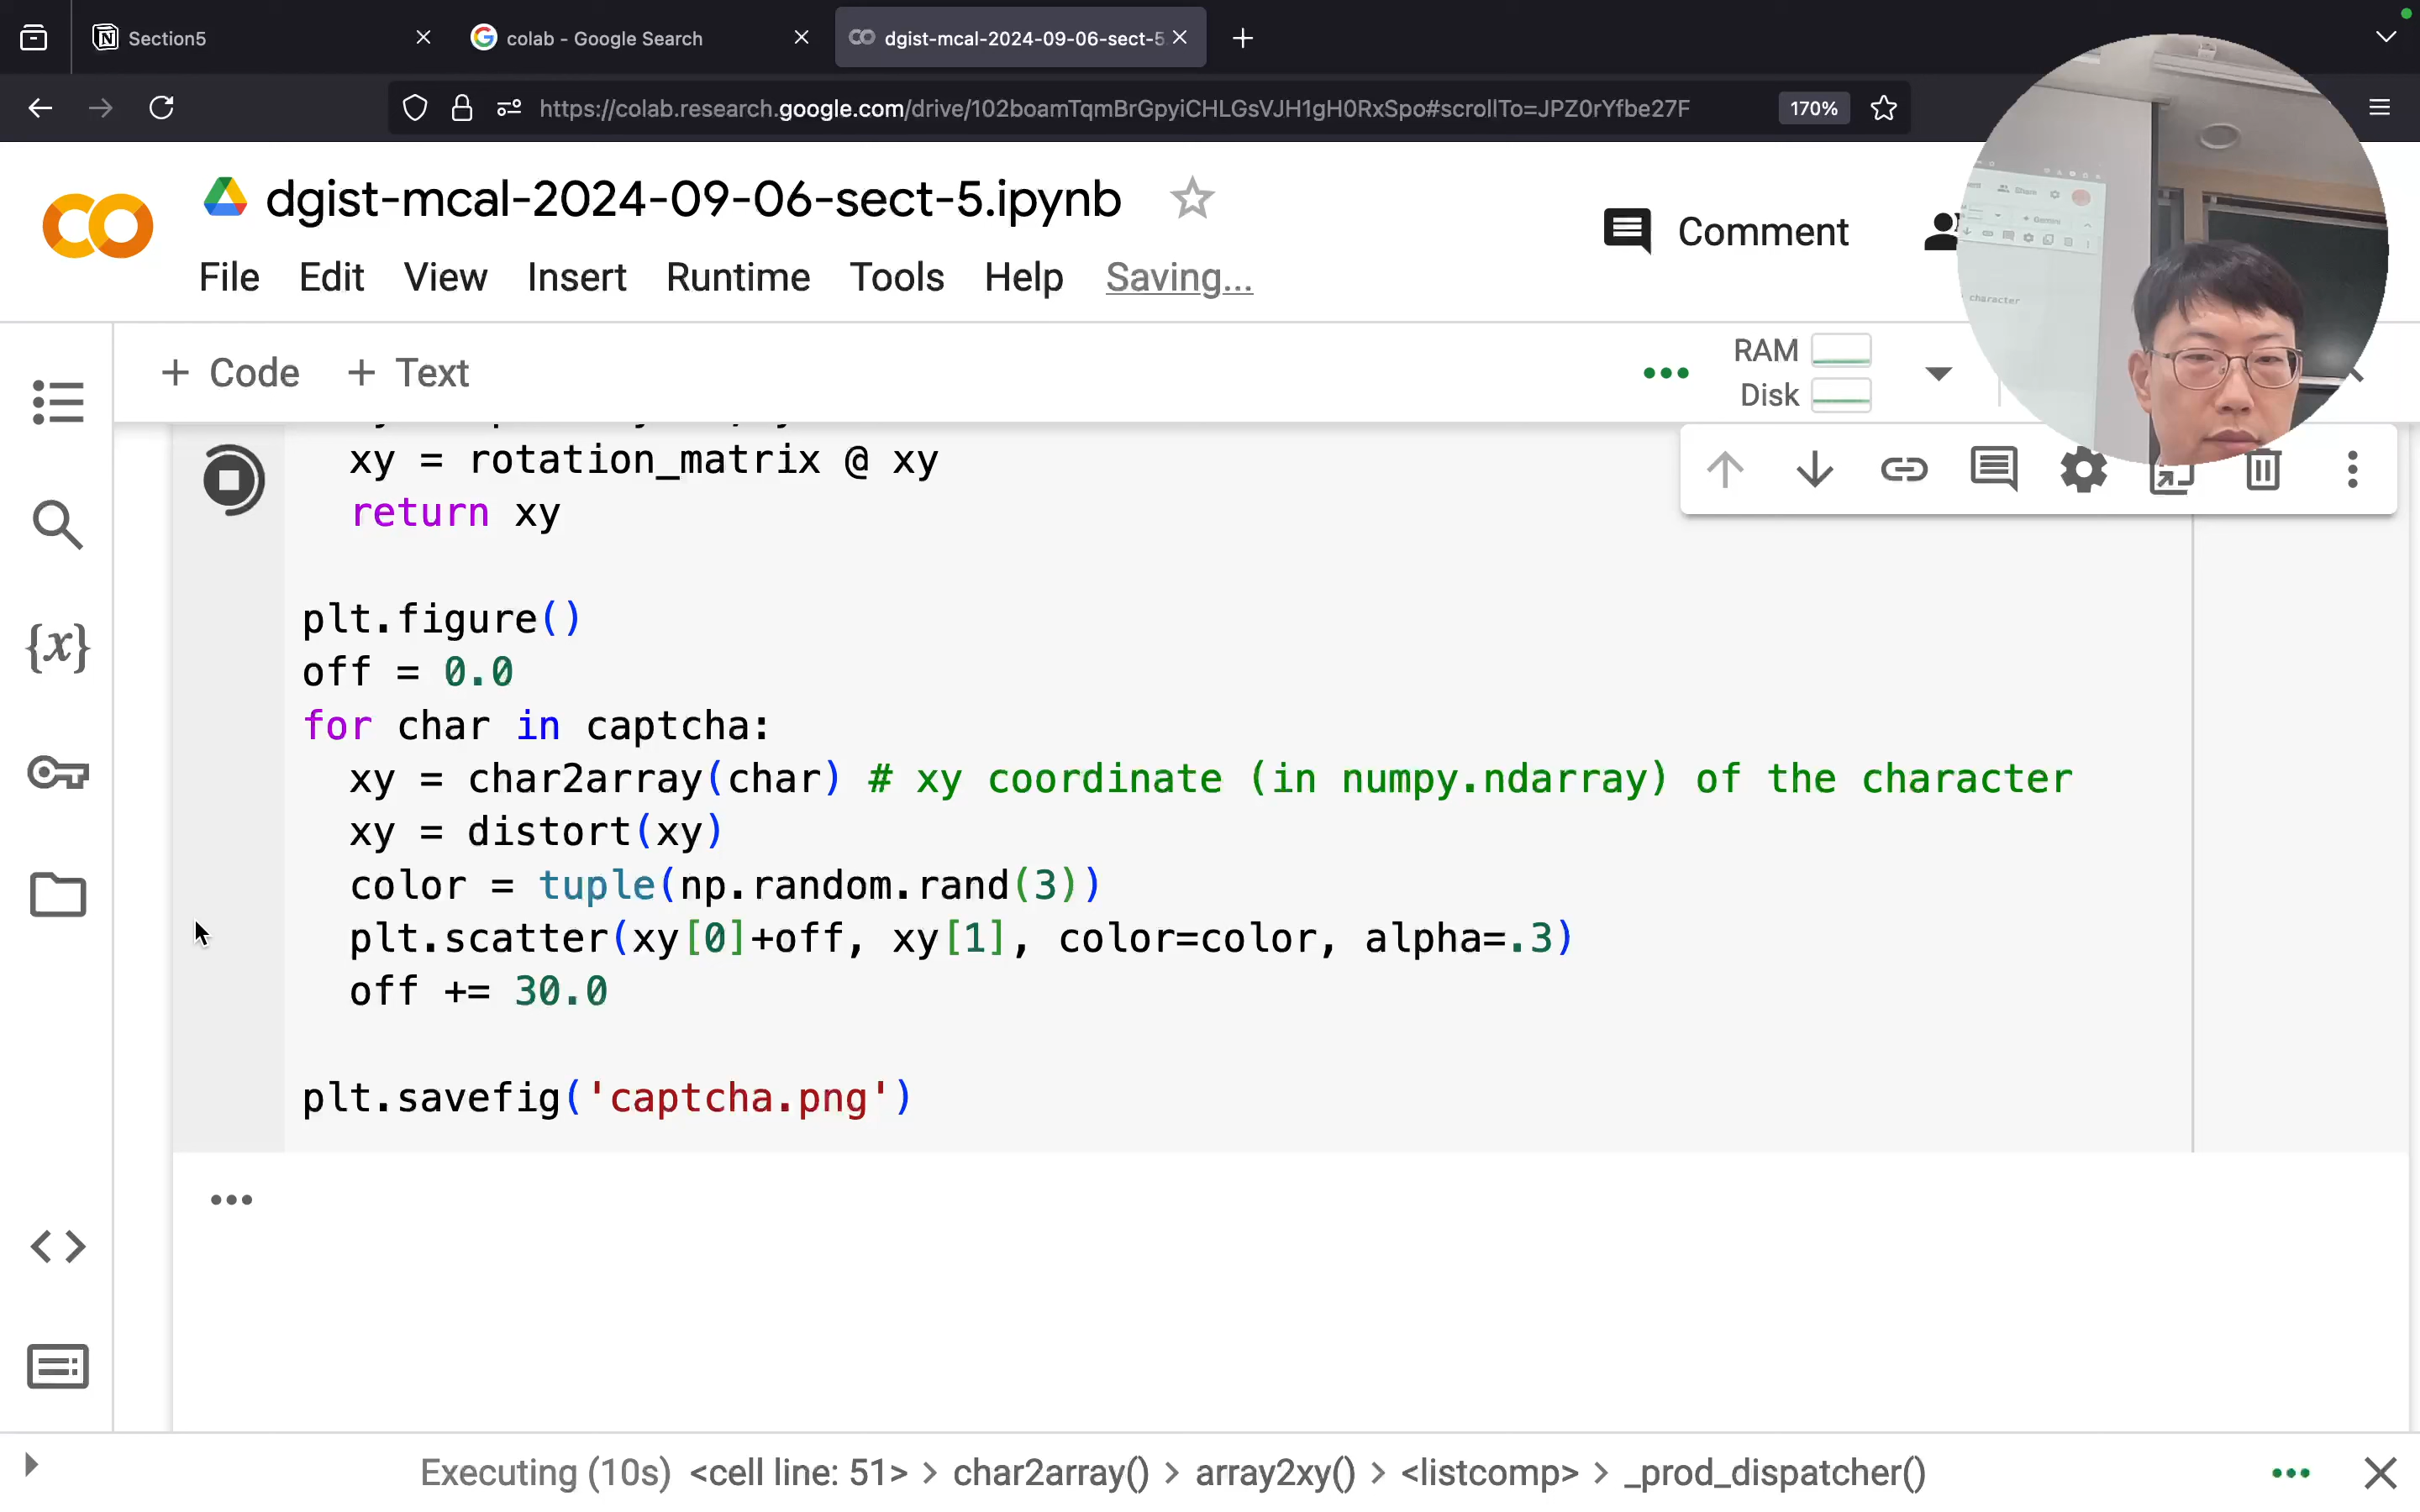 Section5
colab - Google Search
dgist-mcal-2024-09-06-sect-5
https://colab.research.google.com/drive/102boamTqmBrGpyiCHLGsVJH1gH0RxSpo#scrollTo=JPZ0rYfbe27F
170%
dgist-mcal-2024-09-06-sect-5.ipynb
Comment
File Edit View Insert Runtime Tools Help Saving...
+ Code + Text
RAM
Disk
Share
Gemini
character
xy = rotation_matrix @ xy
return xy
plt.figure()
off = 0.0
for char in captcha:
xy = char2array(char) # xy coordinate (in numpy.ndarray) of the character
xy = distort(xy)
color = tuple(np.random.rand(3))
plt.scatter(xy[0]+off, xy[1], color=color, alpha=.3)
off += 30.0
plt.savefig('captcha.png')
Executing (10s) <cell line: 51> > char2array() > array2xy() > <listcomp> > _prod_dispatcher()